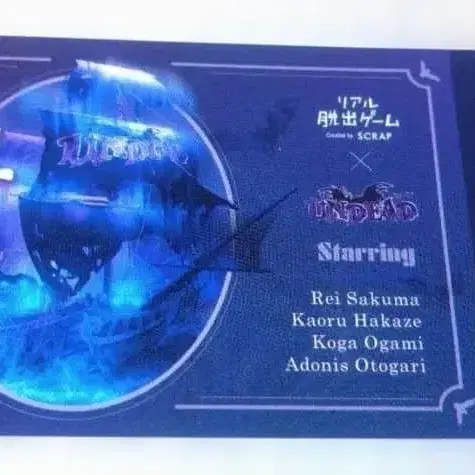 リアル
脱出ゲーム
Created by SCRAP
×
UNDEAD
Starring
Rei Sakuma
Kaoru Hakaze
Koga Ogami
Adonis Otogari